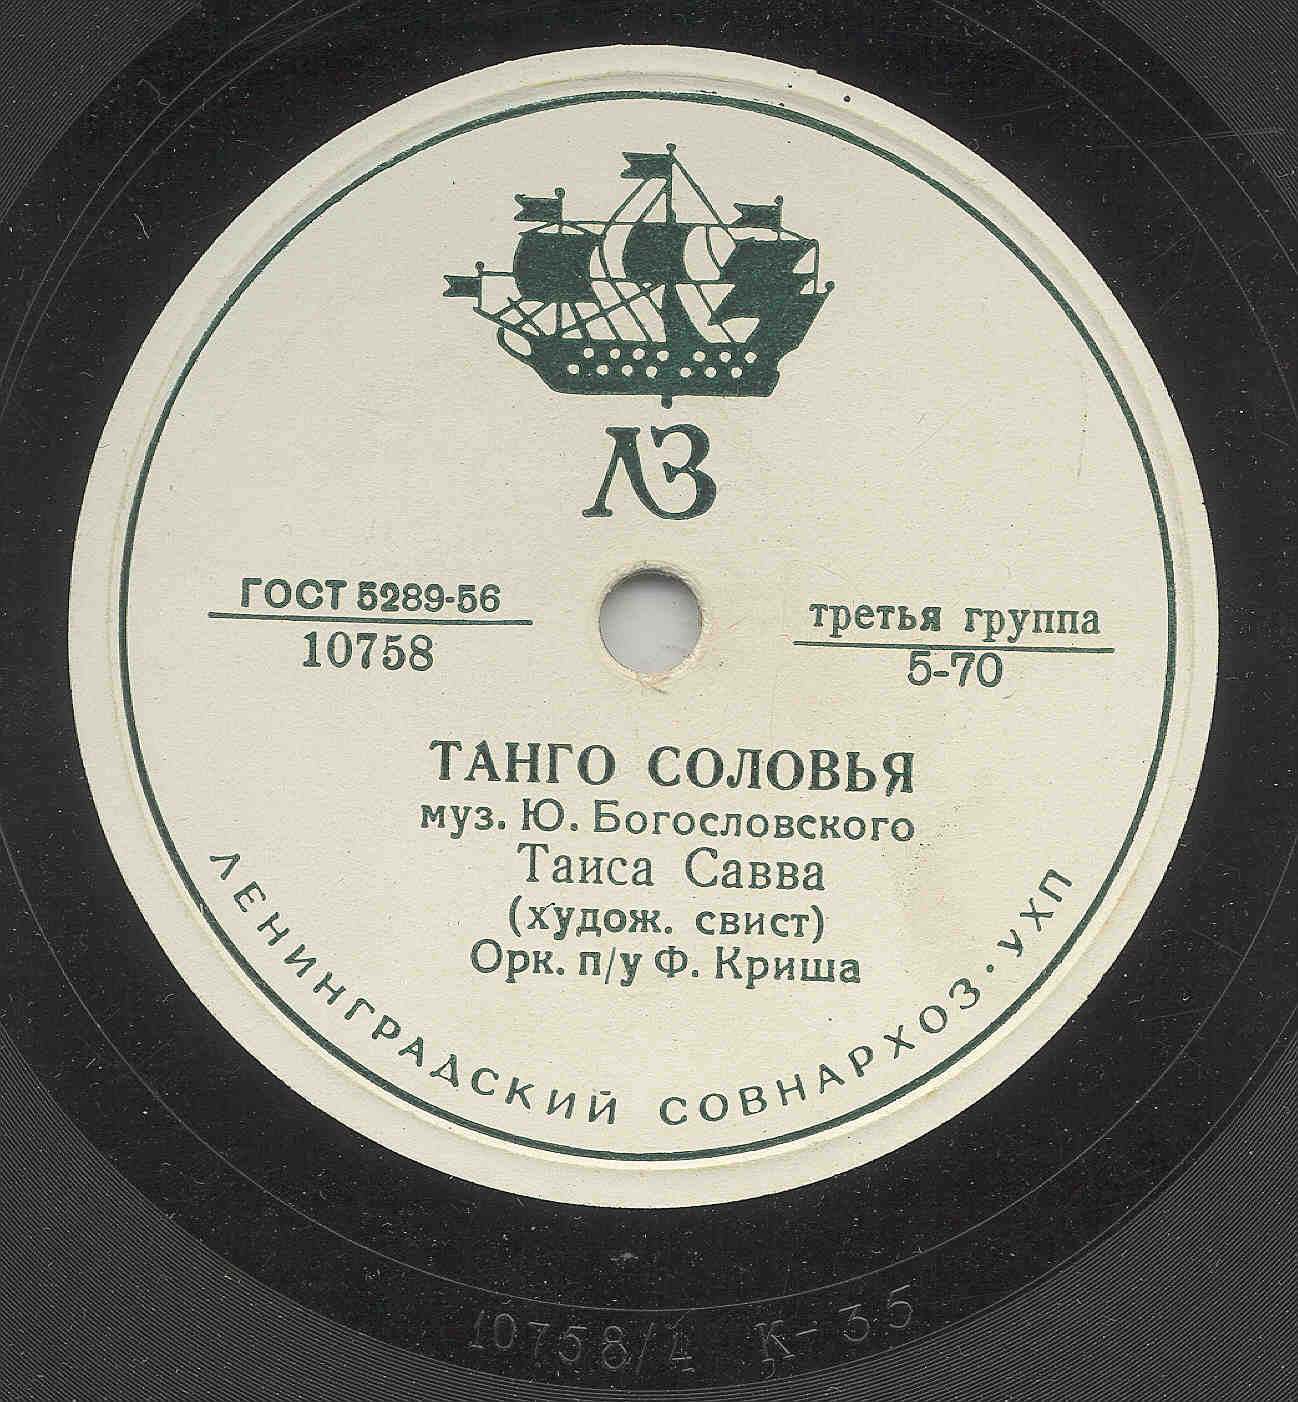 ЛЗ
ГОСТ 5289-56
10758
третья группа
5-70
ТАНГО СОЛОВЬЯ
муз. Ю. Богословского
Таиса Савва
(худож. свист)
Орк. п/у Ф. Криша
ЛЕНИНГРАДСКИЙ СОВНАРХОЗ · УХП
10758/4 К-35